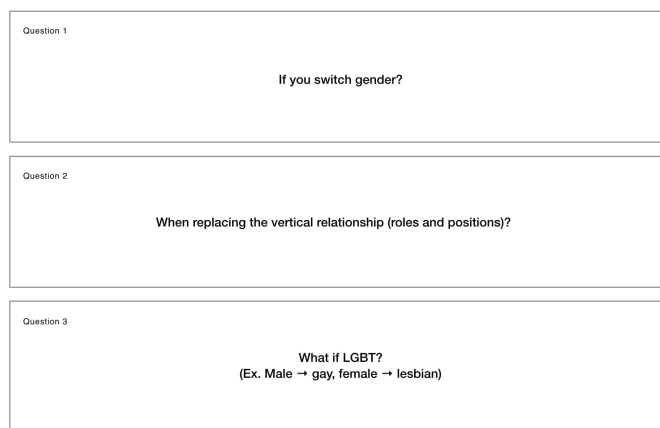 Question 1
If you switch gender?
Question 2
When replacing the vertical relationship (roles and positions)?
Question 3
What if LGBT?
(Ex. Male → gay, female → lesbian)